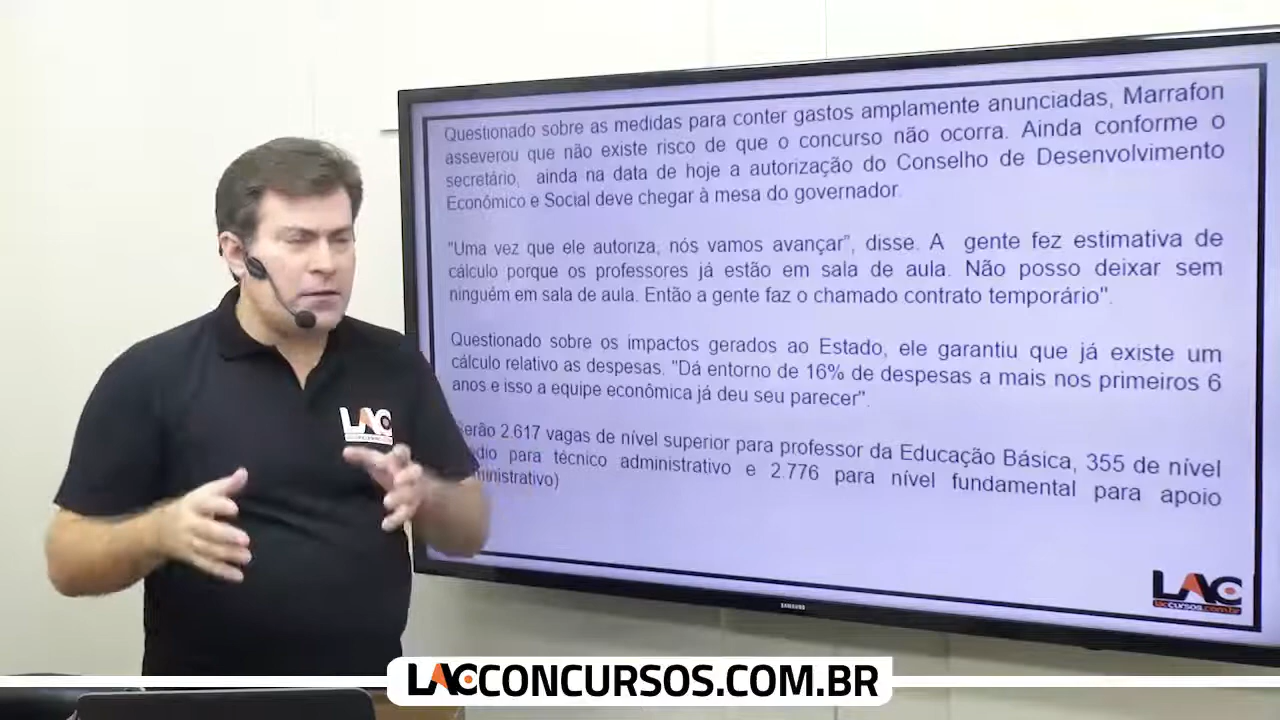 Questionado sobre as medidas para conter gastos amplamente anunciadas, Marrafon
asseverou que não existe risco de que o concurso não ocorra. Ainda conforme o
secretário, ainda na data de hoje a autorização do Conselho de Desenvolvimento
Econômico e Social deve chegar à mesa do governador.
"Uma vez que ele autoriza, nós vamos avançar", disse. A gente fez estimativa de
cálculo porque os professores já estão em sala de aula. Não posso deixar sem
ninguém em sala de aula. Então a gente faz o chamado contrato temporário".
Questionado sobre os impactos gerados ao Estado, ele garantiu que já existe um
cálculo relativo as despesas. "Dá entorno de 16% de despesas a mais nos primeiros 6
anos e isso a equipe econômica já deu seu parecer".
erão 2.617 vagas de nível superior para professor da Educação Básica, 355 de nível
dio para técnico administrativo e 2.776 para nível fundamental para apoio
ministrativo)
LAC
LAC
laccursos.com.br
SAMSUNG
LACCONCURSOS.COM.BR